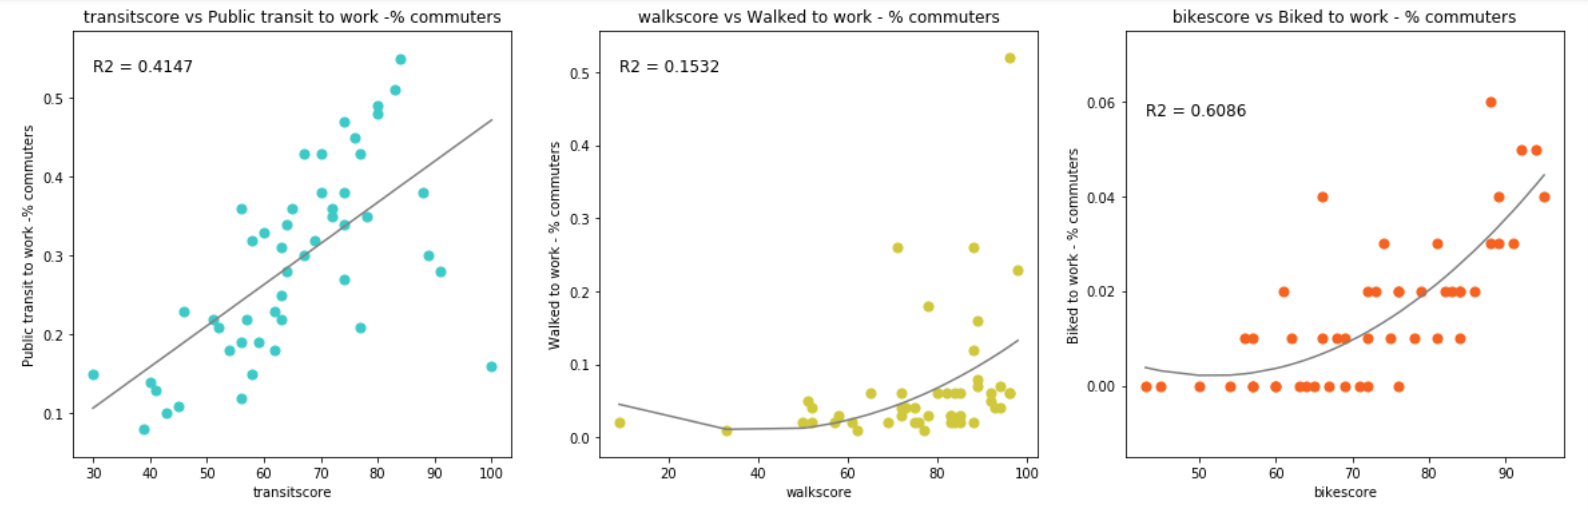 transitscore vs Public transit to work -% commuters
R2 = 0.4147
Public transit to work -% commuters
0.5
0.4
0.3
0.2
0.1
30 40 50 60 70 80 90 100
transitscore
walkscore vs Walked to work - % commuters
R2 = 0.1532
Walked to work - % commuters
0.5
0.4
0.3
0.2
0.1
0.0
20 40 60 80 100
walkscore
bikescore vs Biked to work - % commuters
R2 = 0.6086
Biked to work - % commuters
0.06
0.04
0.02
0.00
50 60 70 80 90
bikescore